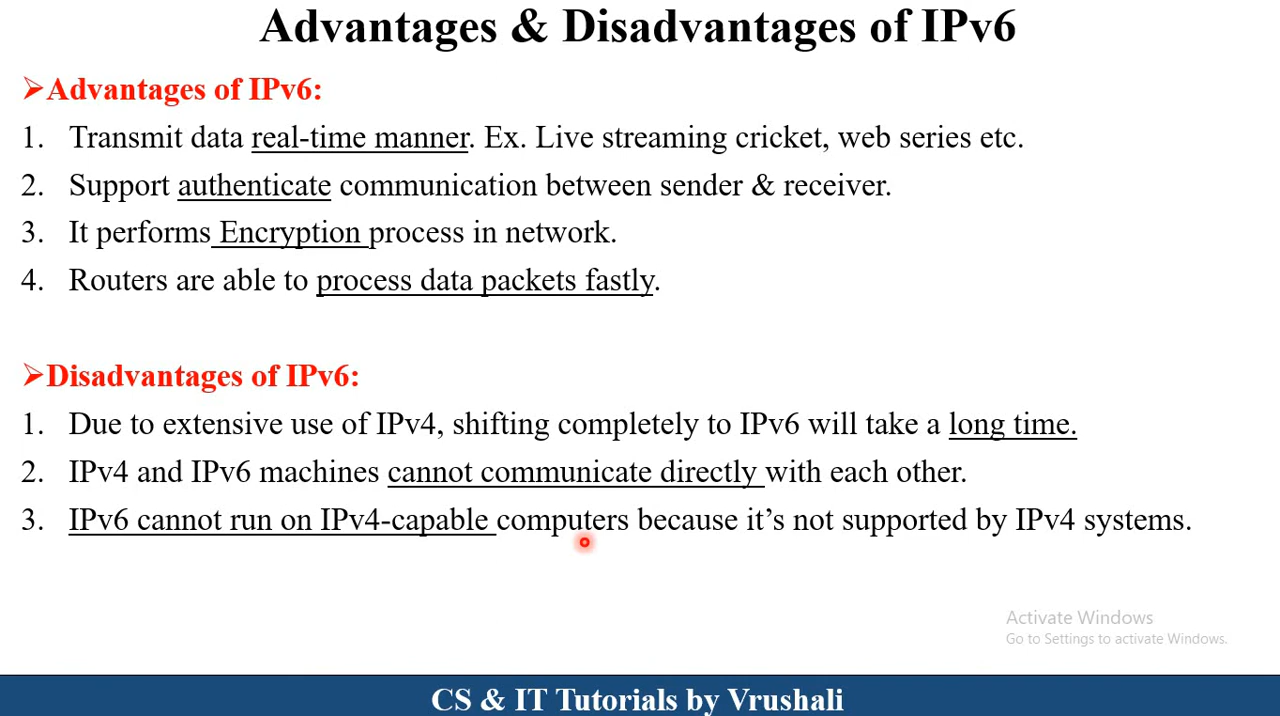 Advantages & Disadvantages of IPv6
➢Advantages of IPv6:
1. Transmit data real-time manner. Ex. Live streaming cricket, web series etc.
2. Support authenticate communication between sender & receiver.
3. It performs Encryption process in network.
4. Routers are able to process data packets fastly.
➢Disadvantages of IPv6:
1. Due to extensive use of IPv4, shifting completely to IPv6 will take a long time.
2. IPv4 and IPv6 machines cannot communicate directly with each other.
3. IPv6 cannot run on IPv4-capable computers because it’s not supported by IPv4 systems.
Activate Windows
Go to Settings to activate Windows.
CS & IT Tutorials by Vrushali